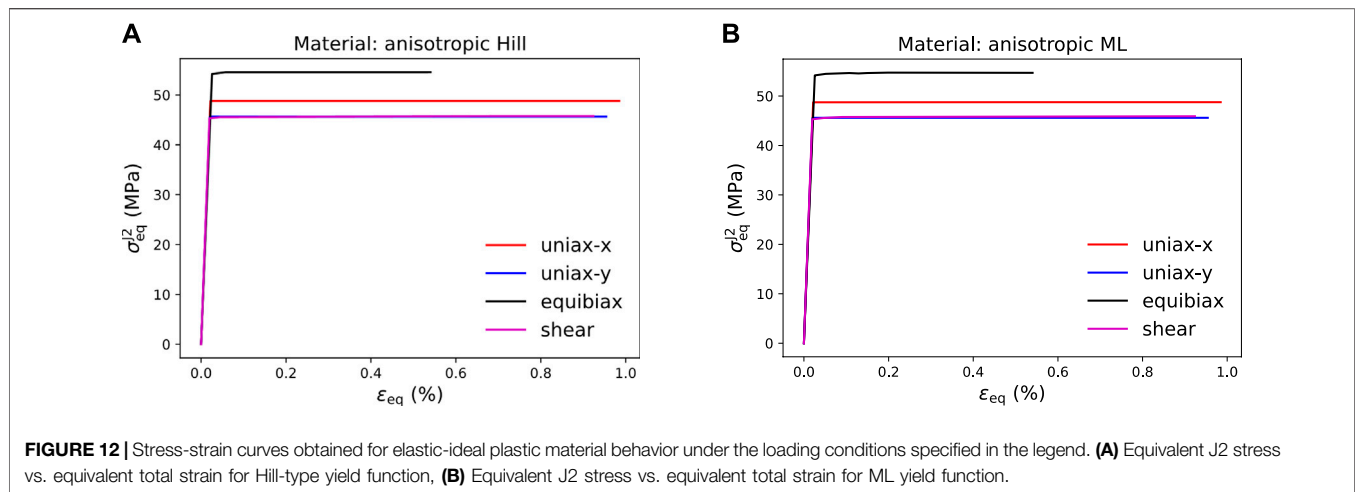 A
Material: anisotropic Hill
50
40
30
20
10
0
σ_eq^J2 (MPa)
uniax-x
uniax-y
equibiax
shear
0.0 0.2 0.4 0.6 0.8 1.0
ε_eq (%)
B
Material: anisotropic ML
50
40
30
20
10
0
σ_eq^J2 (MPa)
uniax-x
uniax-y
equibiax
shear
0.0 0.2 0.4 0.6 0.8 1.0
ε_eq (%)
FIGURE 12 | Stress-strain curves obtained for elastic-ideal plastic material behavior under the loading conditions specified in the legend. (A) Equivalent J2 stress
vs. equivalent total strain for Hill-type yield function, (B) Equivalent J2 stress vs. equivalent total strain for ML yield function.